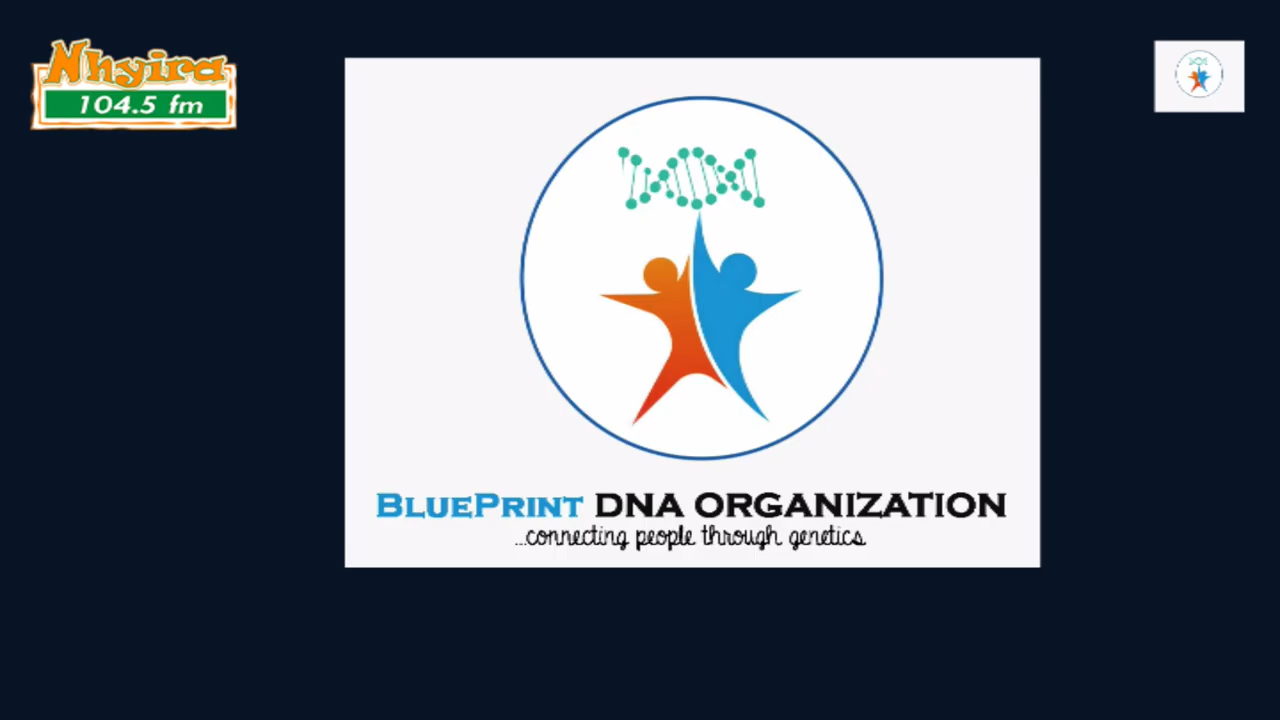 Nhyira
104.5 fm
BLUEPRINT DNA ORGANIZATION
...connecting people through genetics